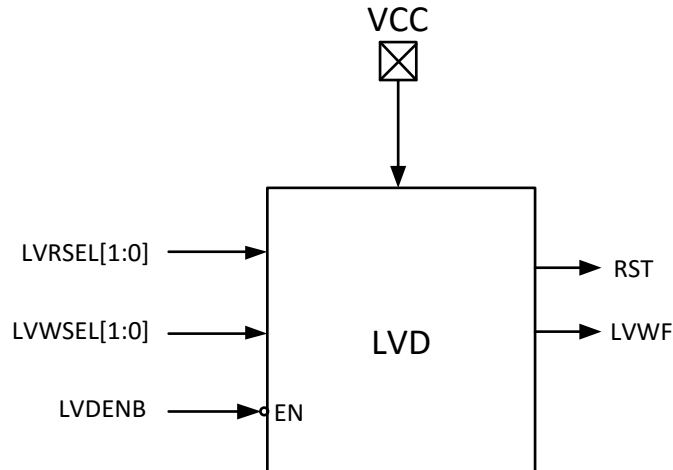 VCC
LVRSEL[1:0]
RST
LVWSEL[1:0]
LVD
LVWF
LVDENB
EN